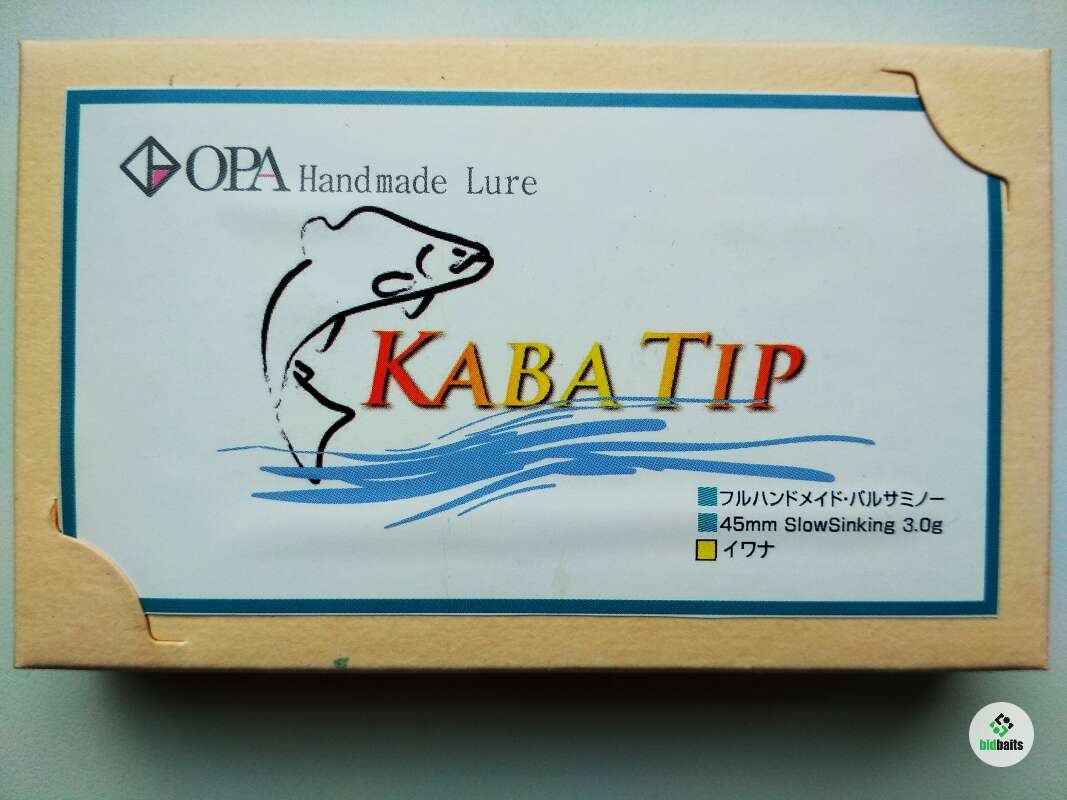 OPA Handmade Lure
KABA TIP
フルハンドメイド・バルサミノー
45mm SlowSinking 3.0g
イワナ
bidbaits